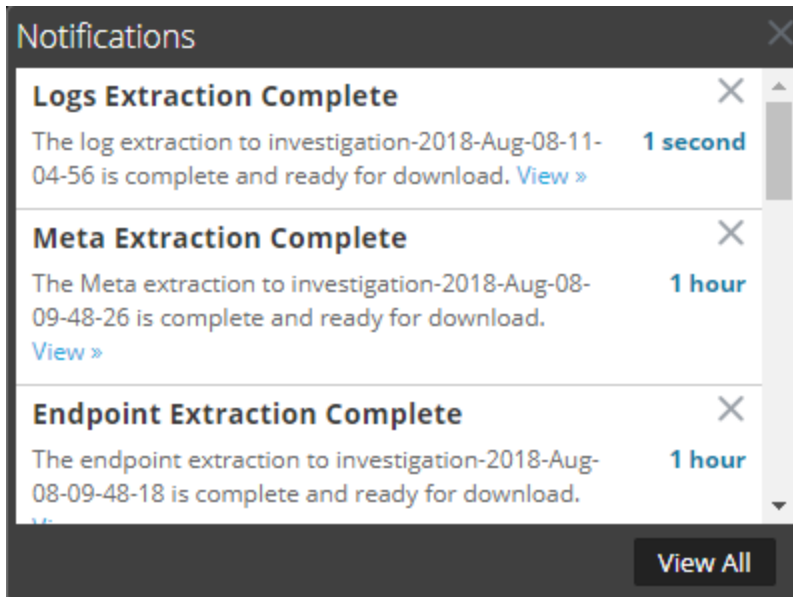 Notifications
Logs Extraction Complete
The log extraction to investigation-2018-Aug-08-11-
1 second
04-56 is complete and ready for download. View »
Meta Extraction Complete
The Meta extraction to investigation-2018-Aug-08-
1 hour
09-48-26 is complete and ready for download.
View »
Endpoint Extraction Complete
The endpoint extraction to investigation-2018-Aug-
1 hour
08-09-48-18 is complete and ready for download.
View All